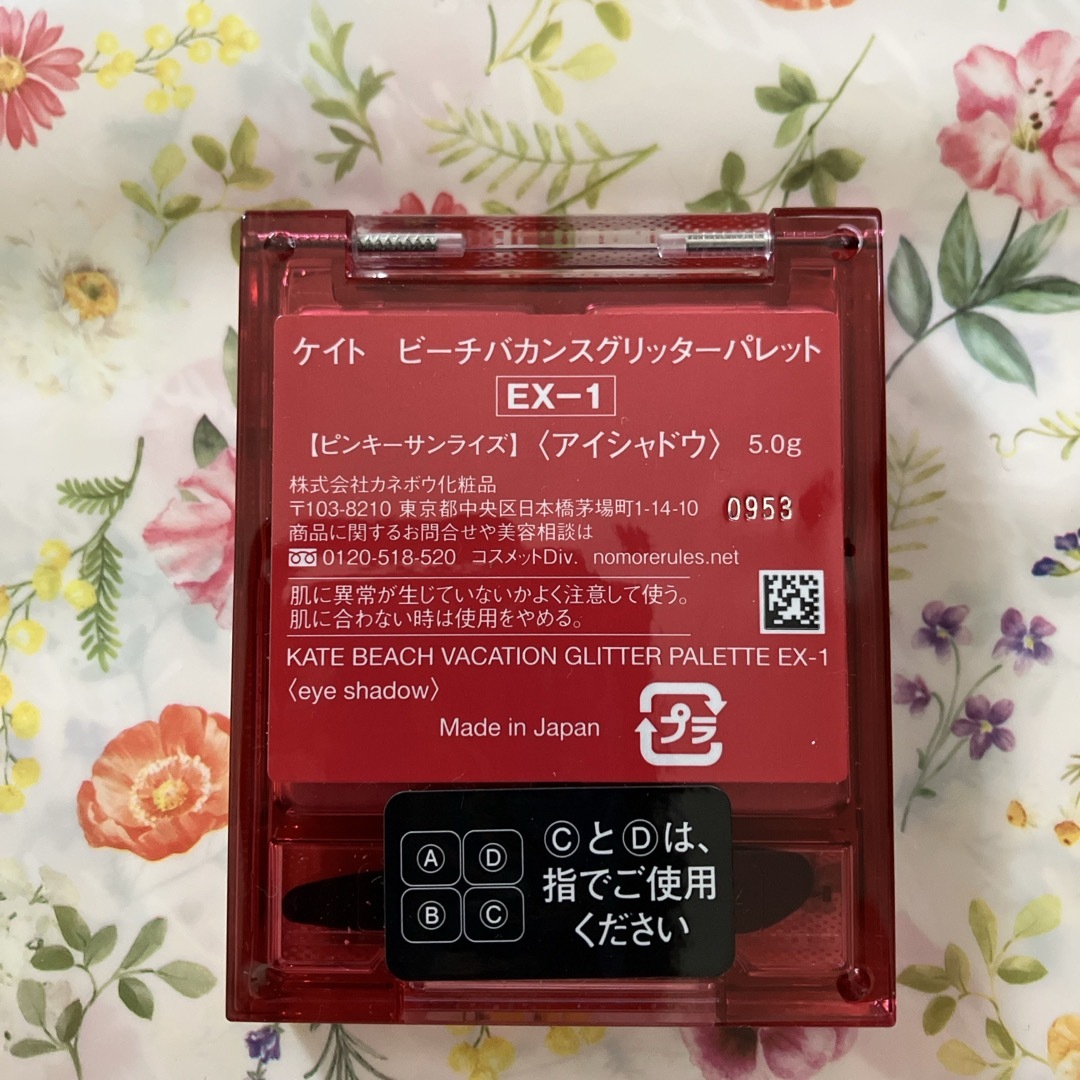 ケイト　ビーチバカンスグリッターパレット
EX-1
【ピンキーサンライズ】〈アイシャドウ〉 5.0g
株式会社カネボウ化粧品
〒103-8210 東京都中央区日本橋茅場町1-14-10 0953
商品に関するお問合せや美容相談は
0120-518-520 コスメットDiv. nomorerules.net
肌に異常が生じていないかよく注意して使う。
肌に合わない時は使用をやめる。
KATE BEACH VACATION GLITTER PALETTE EX-1
〈eye shadow〉
Made in Japan
プラ
Ⓐ Ⓓ
Ⓑ Ⓒ
ⒸとⒹは、
指でご使用
ください